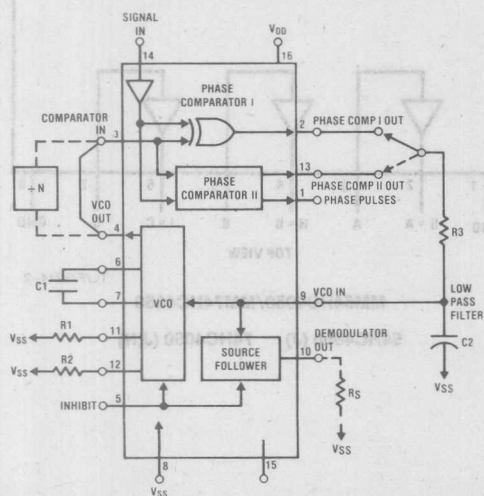 SIGNAL
IN
VDD
14
16
PHASE
COMPARATOR I
COMPARATOR
IN
3
2
PHASE COMP I OUT
÷N
PHASE
COMPARATOR II
13
PHASE COMP II OUT
1
PHASE PULSES
VCO
OUT
4
R3
6
C1
7
VCO
9
VCO IN
LOW
PASS
FILTER
VSS
R1
11
SOURCE
FOLLOWER
DEMODULATOR
OUT
10
C2
VSS
R2
12
VSS
INHIBIT
5
RS
8
15
VSS
VSS